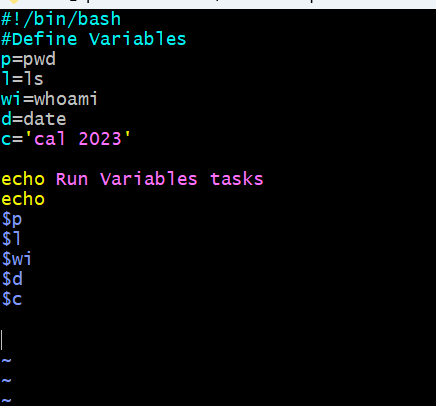 #!/bin/bash
#Define Variables
p=pwd
l=ls
wi=whoami
d=date
c='cal 2023'
echo Run Variables tasks
echo
$p
$l
$wi
$d
$c
~
~
~